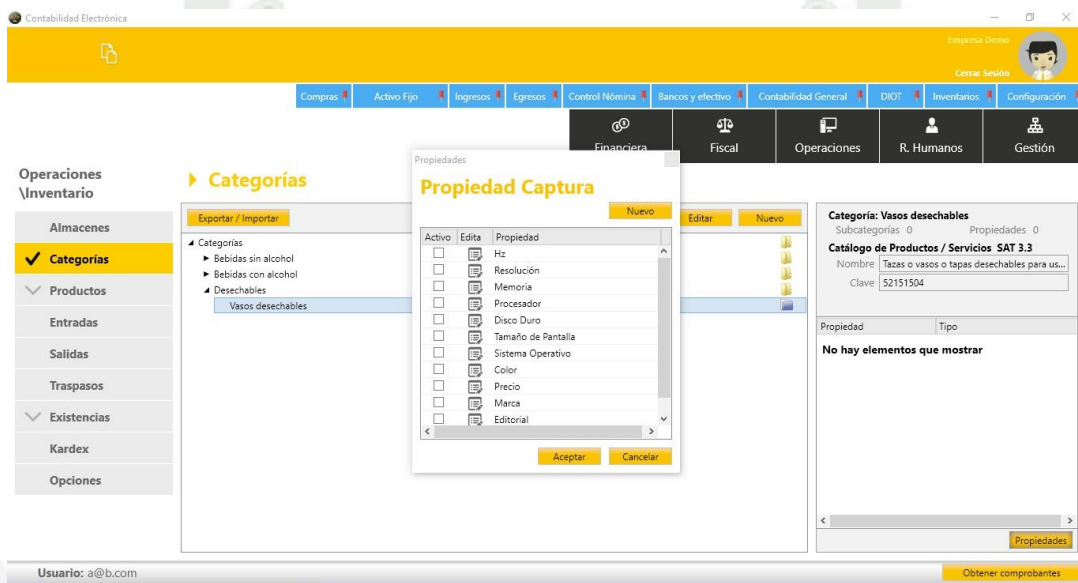 Contabilidad Electrónica
Empresa Demo
Cerrar Sesión
Compras Activo Fijo Ingresos Egresos Control Nómina Bancos y efectivo Contabilidad General DIOT Inventarios Configuración
Financiera Fiscal Operaciones R. Humanos Gestión
Operaciones
\Inventario
Almacenes
Categorías
Productos
Entradas
Salidas
Traspasos
Existencias
Kardex
Opciones
Categorías
Exportar / Importar
Editar Nuevo
Categorías
Bebidas sin alcohol
Bebidas con alcohol
Desechables
Vasos desechables
Propiedades
Propiedad Captura
Nuevo
Activo Edita Propiedad
Hz
Resolución
Memoria
Procesador
Disco Duro
Tamaño de Pantalla
Sistema Operativo
Color
Precio
Marca
Editorial
Aceptar Cancelar
Categoría: Vasos desechables
Subcategorías 0 Propiedades 0
Catálogo de Productos / Servicios SAT 3.3
Nombre Tazas o vasos o tapas desechables para us...
Clave 52151504
Propiedad Tipo
No hay elementos que mostrar
Propiedades
Usuario: a@b.com
Obtener comprobantes